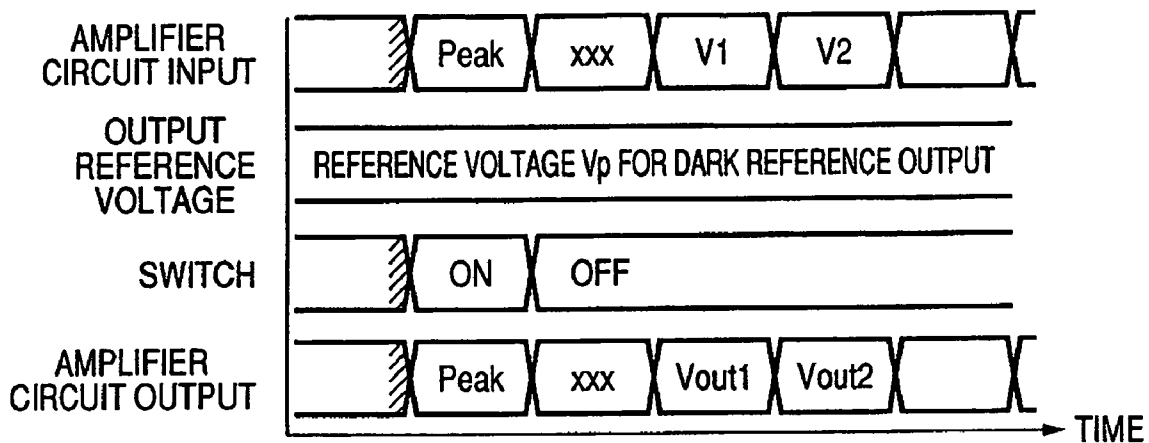 AMPLIFIER
CIRCUIT INPUT
Peak xxx V1 V2
OUTPUT
REFERENCE
VOLTAGE
REFERENCE VOLTAGE Vp FOR DARK REFERENCE OUTPUT
SWITCH
ON OFF
AMPLIFIER
CIRCUIT OUTPUT
Peak xxx Vout1 Vout2
TIME